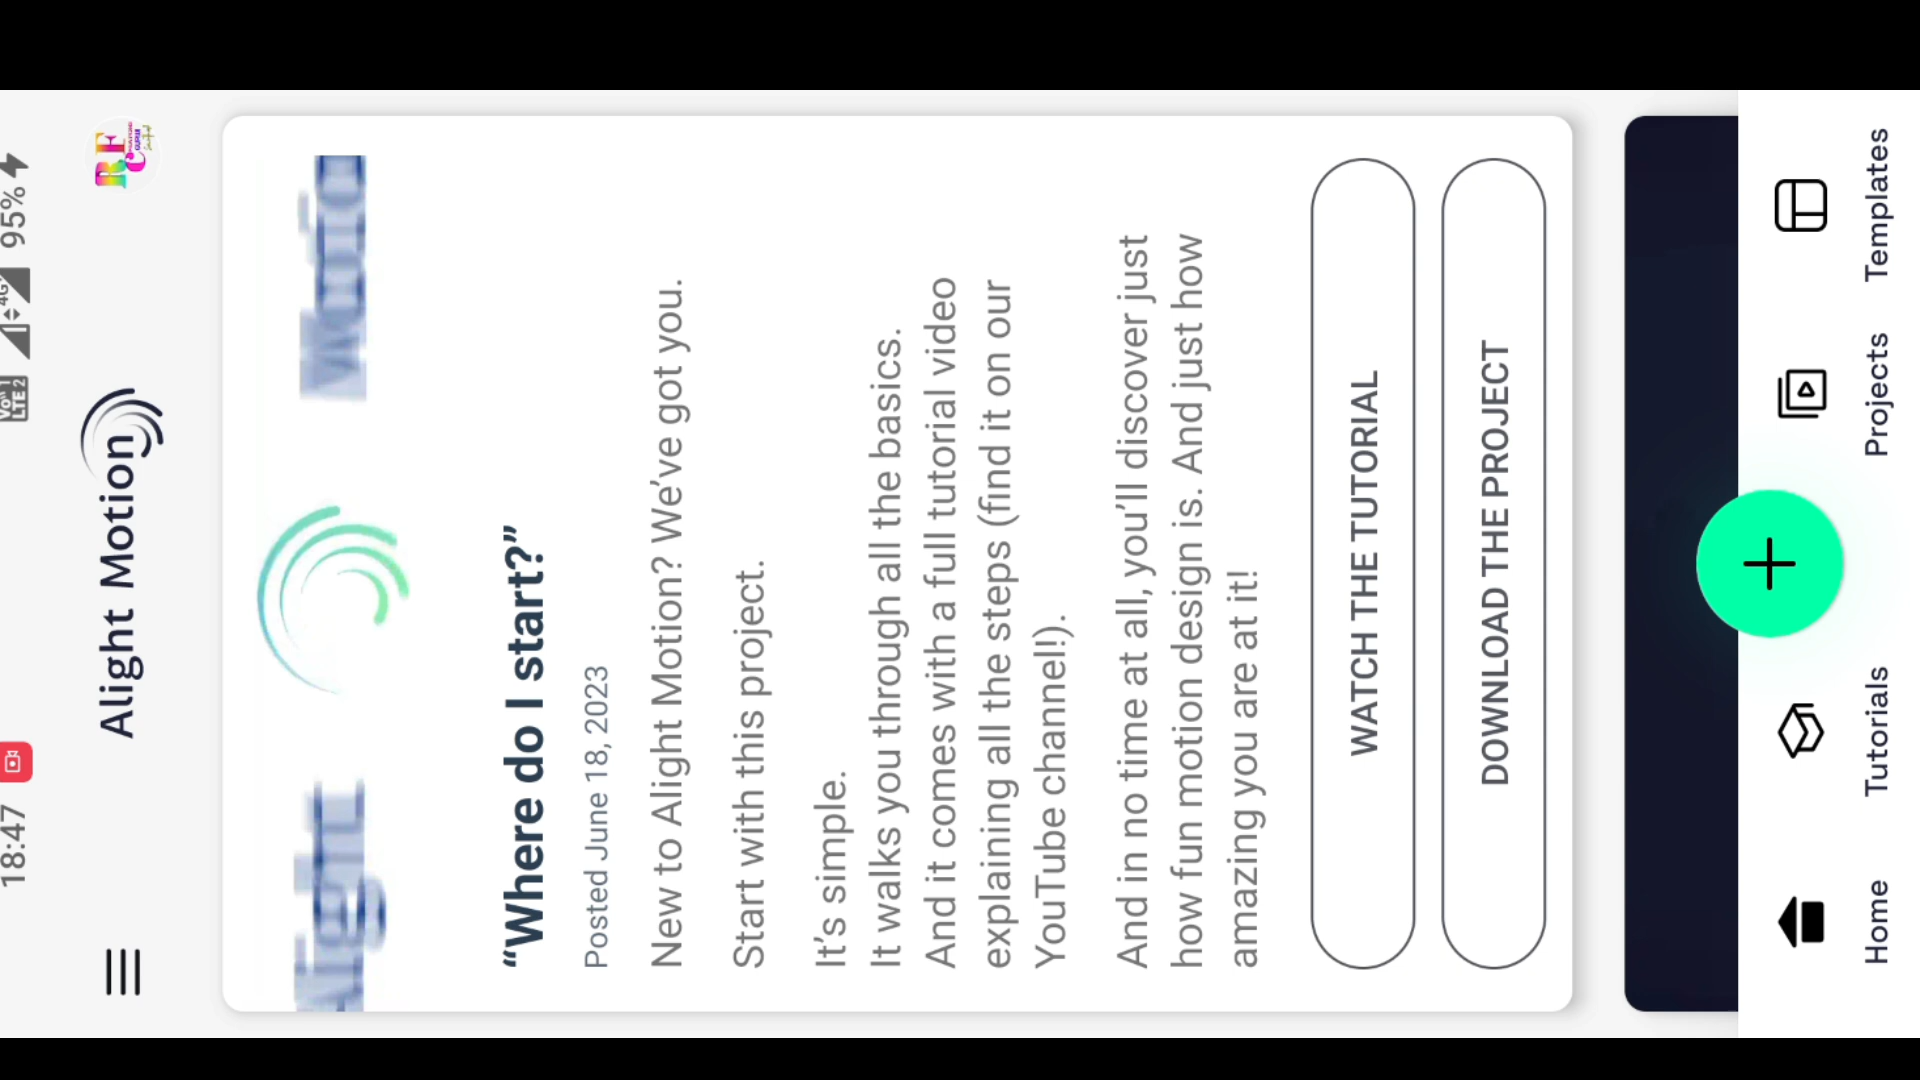 18:47
95%
Alight Motion
"Where do I start?"
Posted June 18, 2023
New to Alight Motion? We've got you.
Start with this project.
It's simple.
It walks you through all the basics.
And it comes with a full tutorial video
explaining all the steps (find it on our
YouTube channel!).
And in no time at all, you'll discover just
how fun motion design is. And just how
amazing you are at it!
WATCH THE TUTORIAL
DOWNLOAD THE PROJECT
Home
Tutorials
Projects
Templates